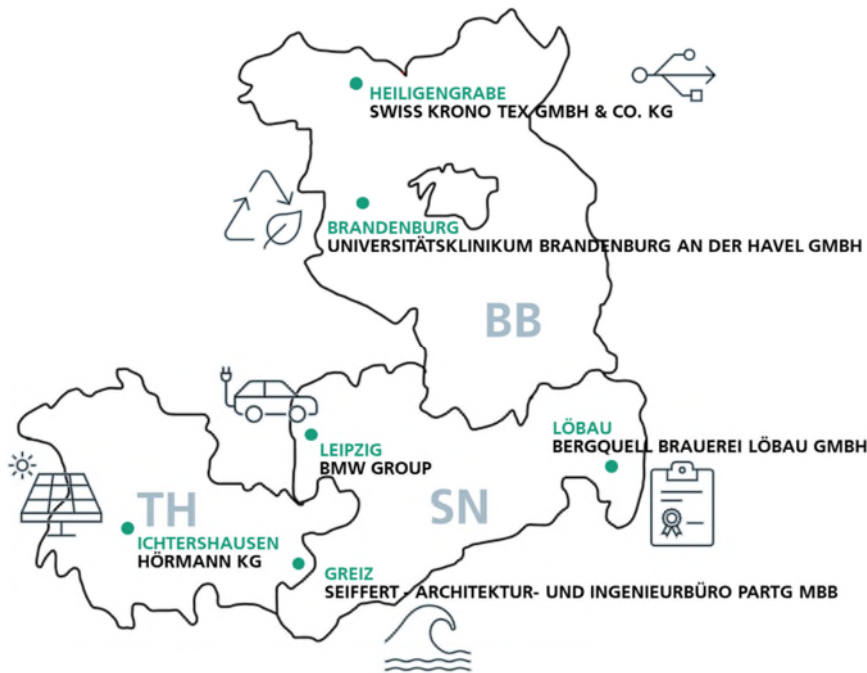 HEILIGENGRABE
SWISS KRONO TEX GMBH & CO. KG
BRANDENBURG
UNIVERSITÄTSKLINIKUM BRANDENBURG AN DER HAVEL GMBH
BB
LEIPZIG
BMW GROUP
LÖBAU
BERGQUELL BRAUEREI LÖBAU GMBH
TH
SN
ICHTERSHAUSEN
HÖRMANN KG
GREIZ
SEIFFERT - ARCHITEKTUR- UND INGENIEURBÜRO PARTG MBB